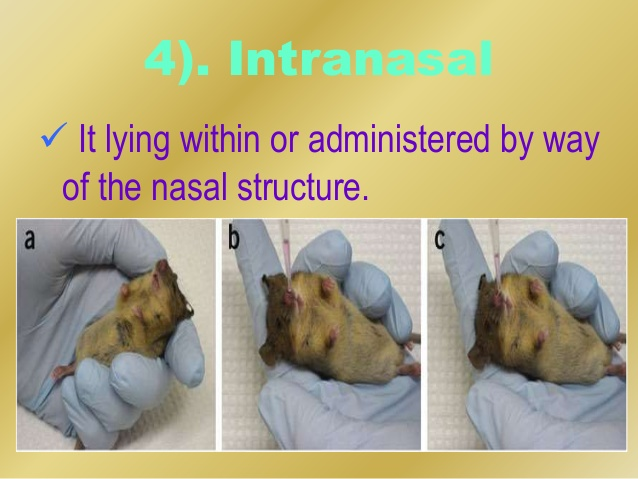 4). Intranasal
✓ It lying within or administered by way
of the nasal structure.
a b c